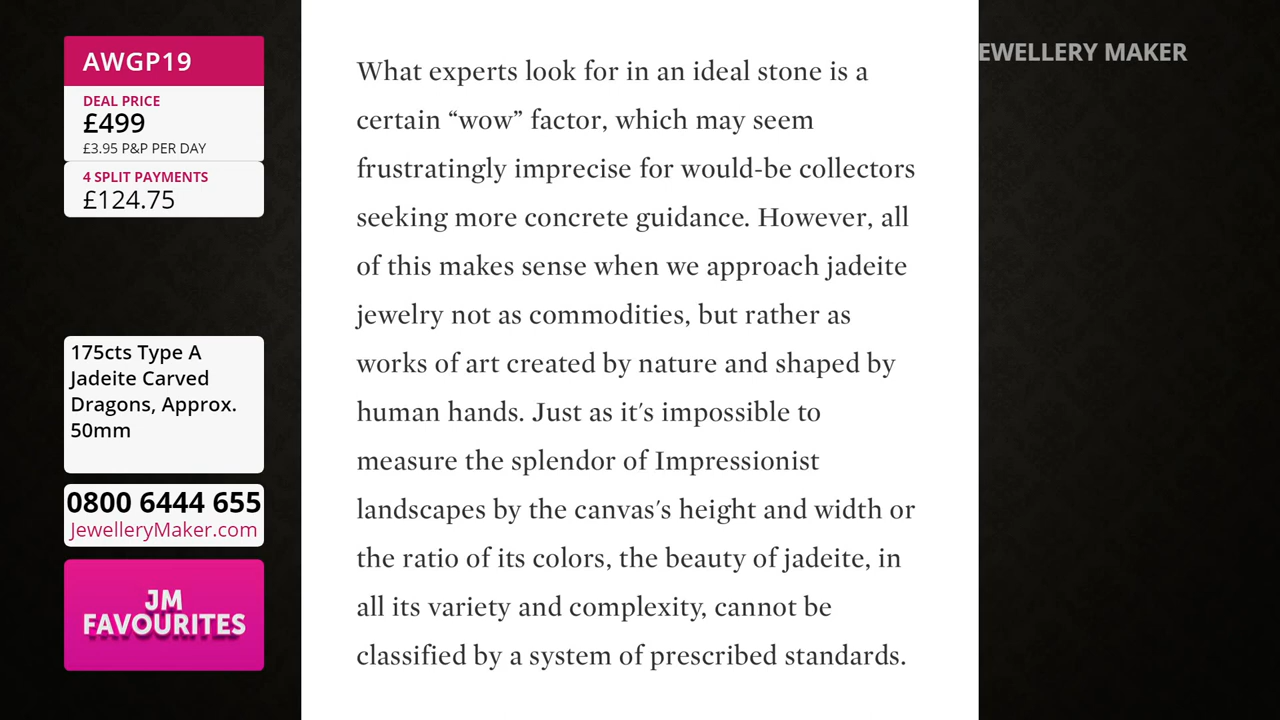 AWGP19
DEAL PRICE
£499
£3.95 P&P PER DAY
4 SPLIT PAYMENTS
£124.75
175cts Type A
Jadeite Carved
Dragons, Approx.
50mm
0800 6444 655
JewelleryMaker.com
JM
FAVOURITES
What experts look for in an ideal stone is a
certain “wow” factor, which may seem
frustratingly imprecise for would-be collectors
seeking more concrete guidance. However, all
of this makes sense when we approach jadeite
jewelry not as commodities, but rather as
works of art created by nature and shaped by
human hands. Just as it's impossible to
measure the splendor of Impressionist
landscapes by the canvas's height and width or
the ratio of its colors, the beauty of jadeite, in
all its variety and complexity, cannot be
classified by a system of prescribed standards.
EWELLERY MAKER